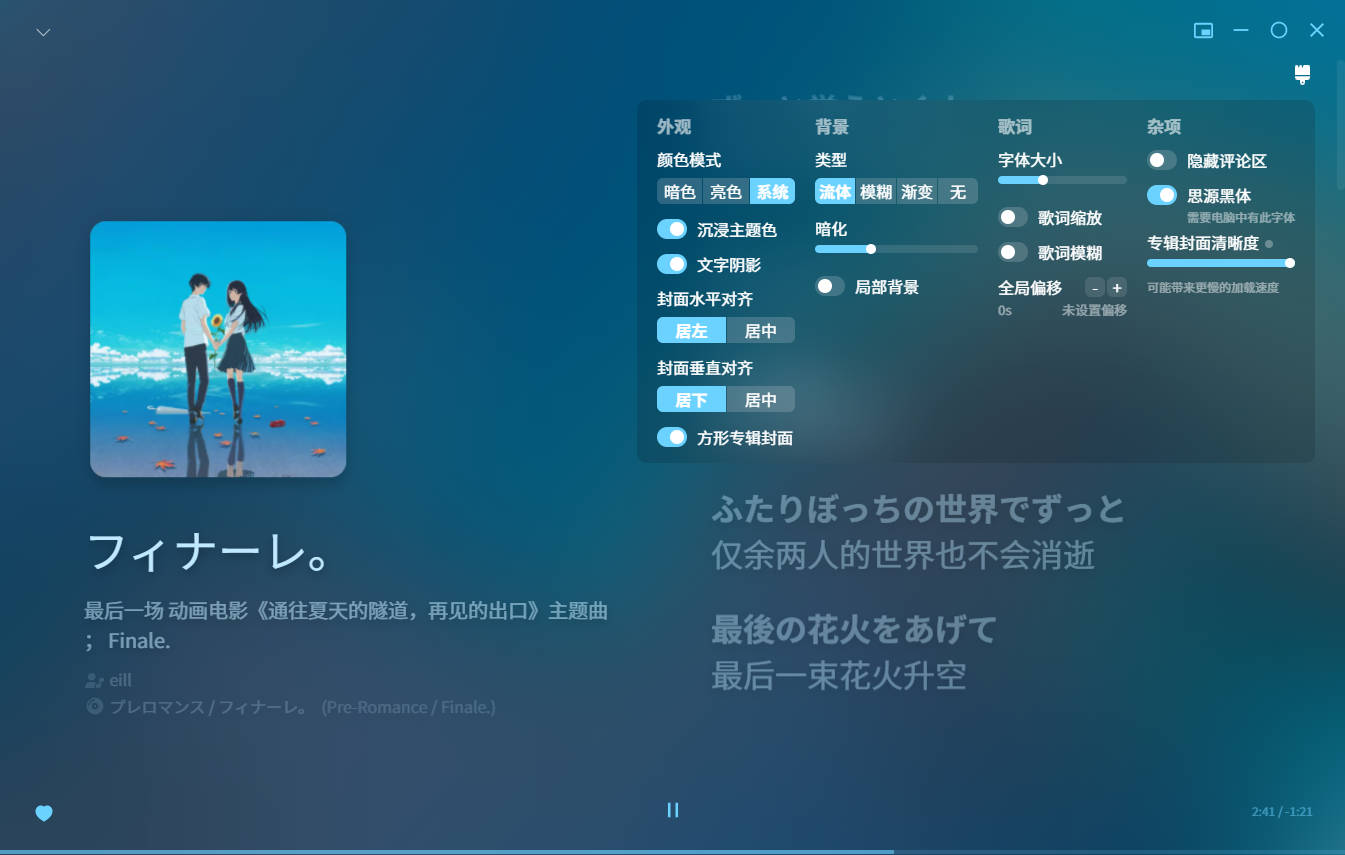 外观
颜色模式
暗色 亮色 系统
沉浸主题色
文字阴影
封面水平对齐
居左 居中
封面垂直对齐
居下 居中
方形专辑封面
背景
类型
流体 模糊 渐变 无
暗化
局部背景
歌词
字体大小
歌词缩放
歌词模糊
全局偏移 - +
0s 未设置偏移
杂项
隐藏评论区
思源黑体
需要电脑中有此字体
专辑封面清晰度
可能带来更慢的加载速度
フィナーレ。
最后一场 动画电影《通往夏天的隧道，再见的出口》主题曲
； Finale.
eill
プレロマンス / フィナーレ。 (Pre-Romance / Finale.)
ふたりぼっちの世界でずっと
仅余两人的世界也不会消逝
最後の花火をあげて
最后一束花火升空
2:41 / -1:21